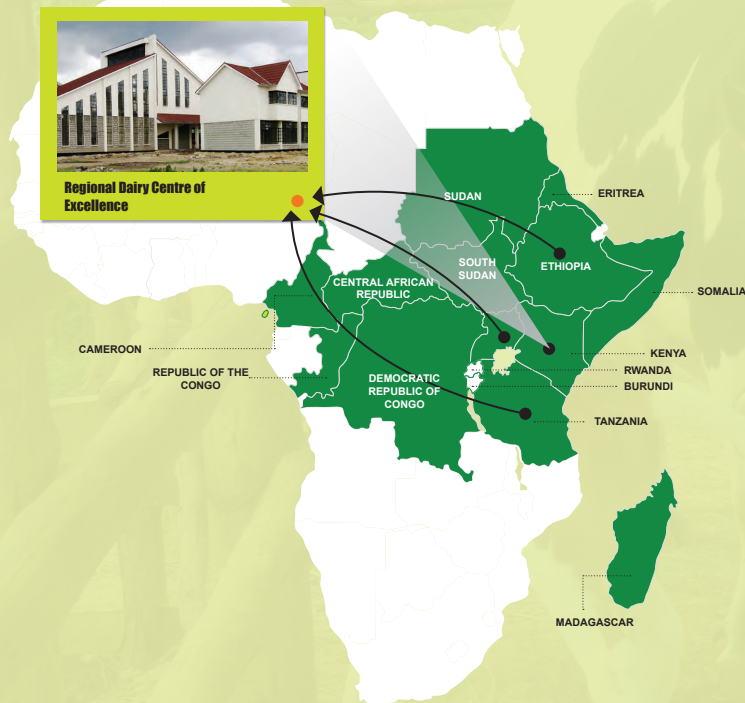 Regional Dairy Centre of
Excellence
SUDAN
ERITREA
SOUTH
SUDAN
ETHIOPIA
CENTRAL AFRICAN
REPUBLIC
SOMALIA
CAMEROON
KENYA
REPUBLIC OF THE
CONGO
RWANDA
DEMOCRATIC
REPUBLIC OF
CONGO
BURUNDI
TANZANIA
MADAGASCAR